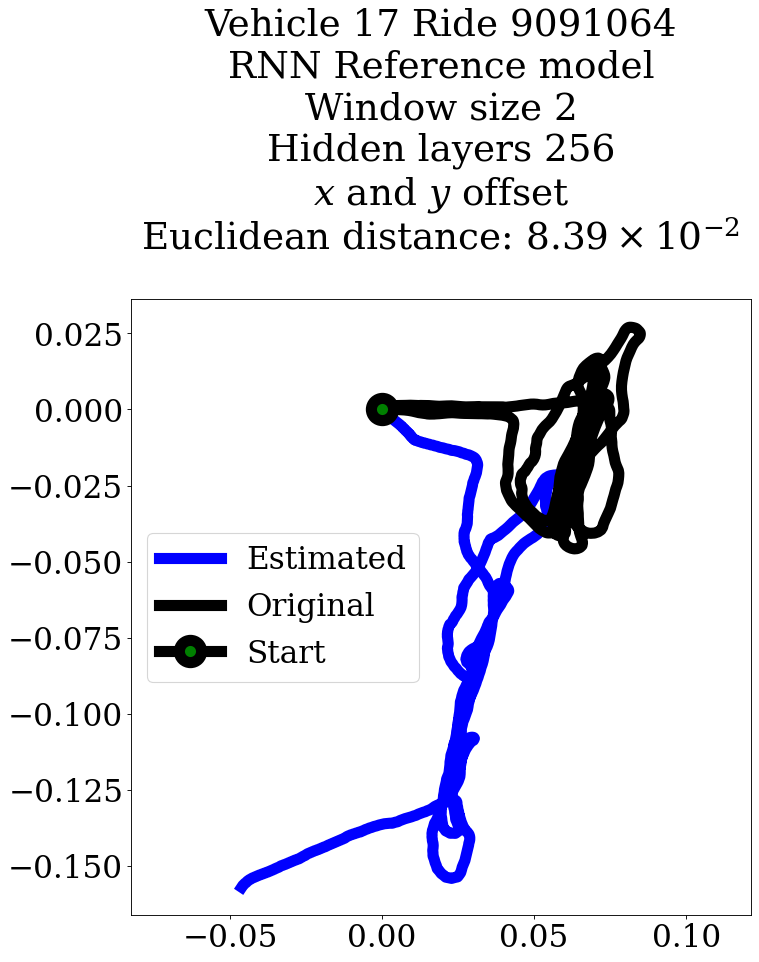 Vehicle 17 Ride 9091064
RNN Reference model
Window size 2
Hidden layers 256
x and y offset
Euclidean distance: 8.39 × 10⁻²
0.025
0.000
−0.025
−0.050
−0.075
−0.100
−0.125
−0.150
Estimated
Original
Start
−0.05 0.00 0.05 0.10